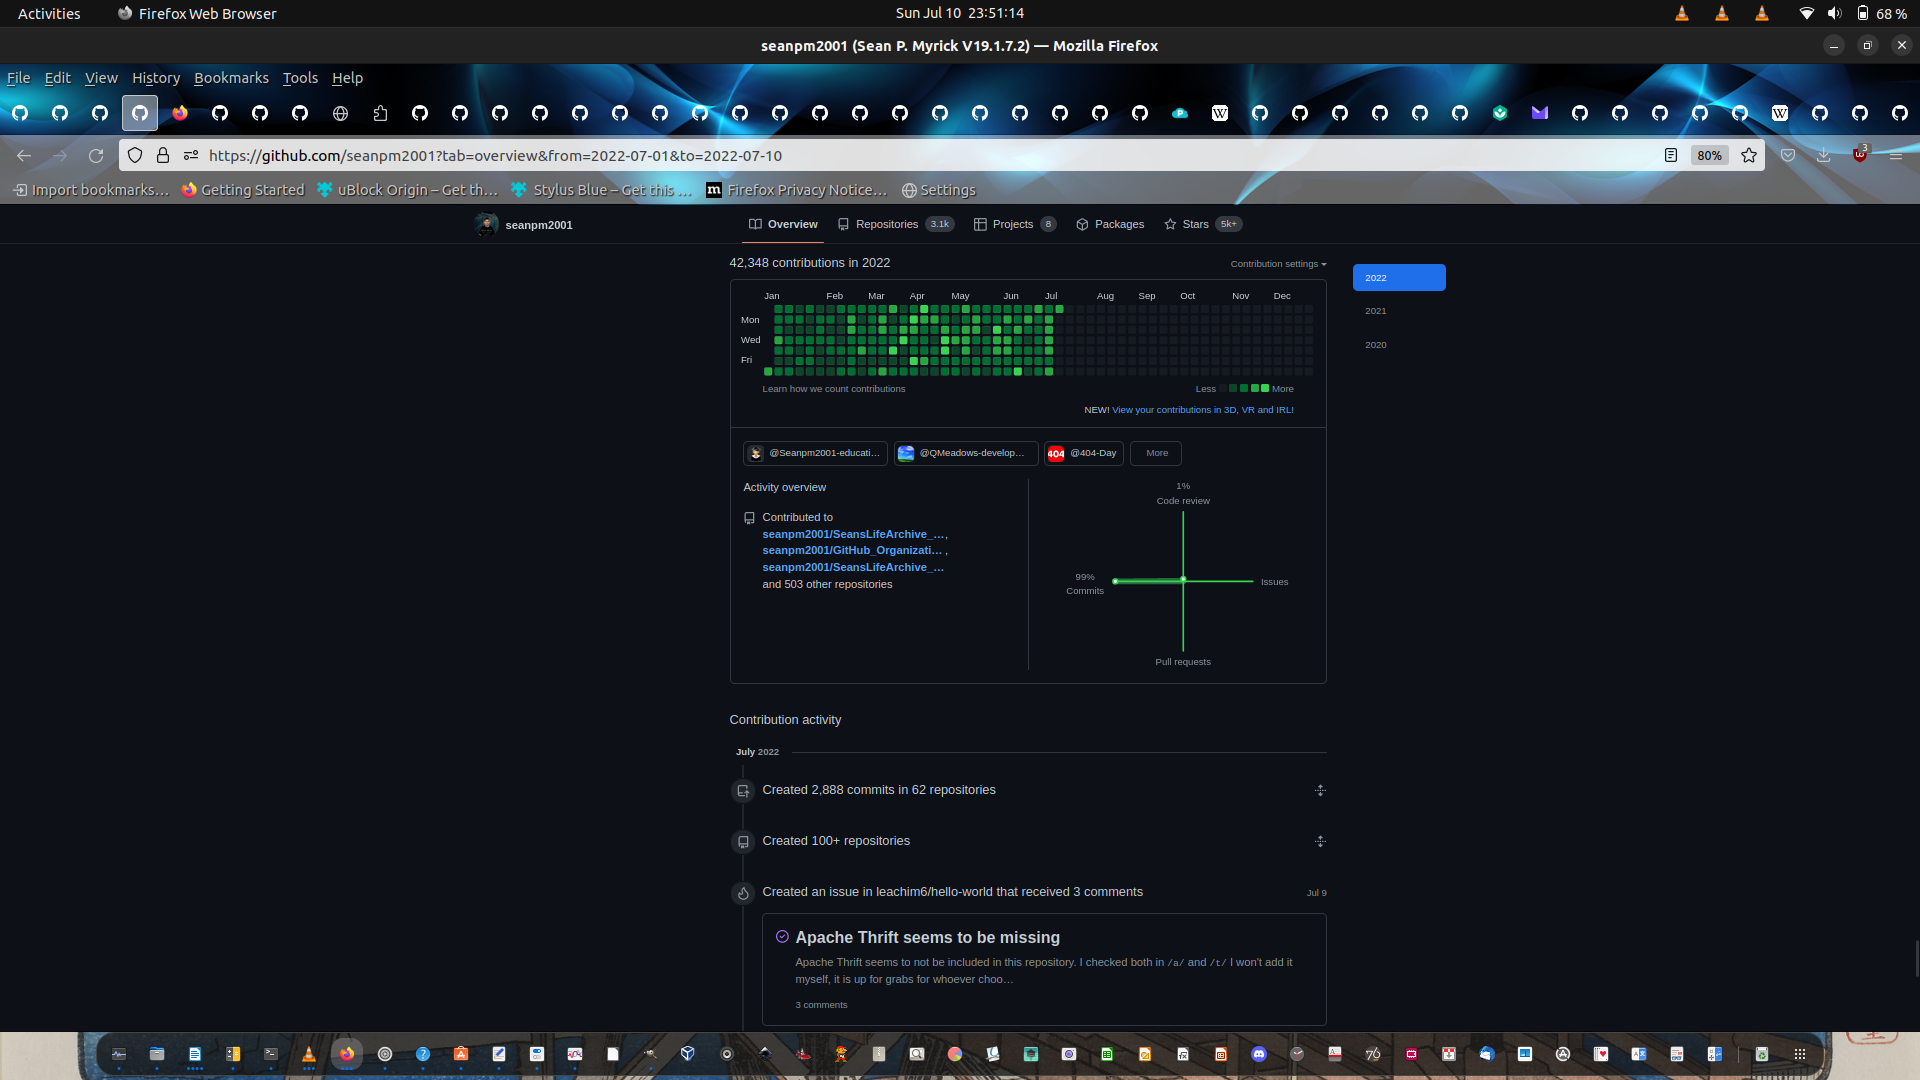 Activities
Firefox Web Browser
Sun Jul 10 23:51:14
68 %
seanpm2001 (Sean P. Myrick V19.1.7.2) — Mozilla Firefox
File Edit View History Bookmarks Tools Help
https://github.com/seanpm2001?tab=overview&from=2022-07-01&to=2022-07-10
80%
3
Import bookmarks… Getting Started uBlock Origin – Get th… Stylus Blue – Get this … Firefox Privacy Notice… Settings
seanpm2001
Overview Repositories 3.1k Projects 8 Packages Stars 5k+
42,348 contributions in 2022
Contribution settings
2022
2021
2020
Jan Feb Mar Apr May Jun Jul Aug Sep Oct Nov Dec
Mon
Wed
Fri
Learn how we count contributions
Less More
NEW! View your contributions in 3D, VR and IRL!
@Seanpm2001-educati… @QMeadows-develop… 404 @404-Day More
Activity overview
Contributed to
seanpm2001/SeansLifeArchive_…,
seanpm2001/GitHub_Organizati… ,
seanpm2001/SeansLifeArchive_…
and 503 other repositories
1%
Code review
99%
Commits
Issues
Pull requests
Contribution activity
July 2022
Created 2,888 commits in 62 repositories
Created 100+ repositories
Created an issue in leachim6/hello-world that received 3 comments
Jul 9
Apache Thrift seems to be missing
Apache Thrift seems to not be included in this repository. I checked both in /a/ and /t/ I won't add it
myself, it is up for grabs for whoever choo…
3 comments